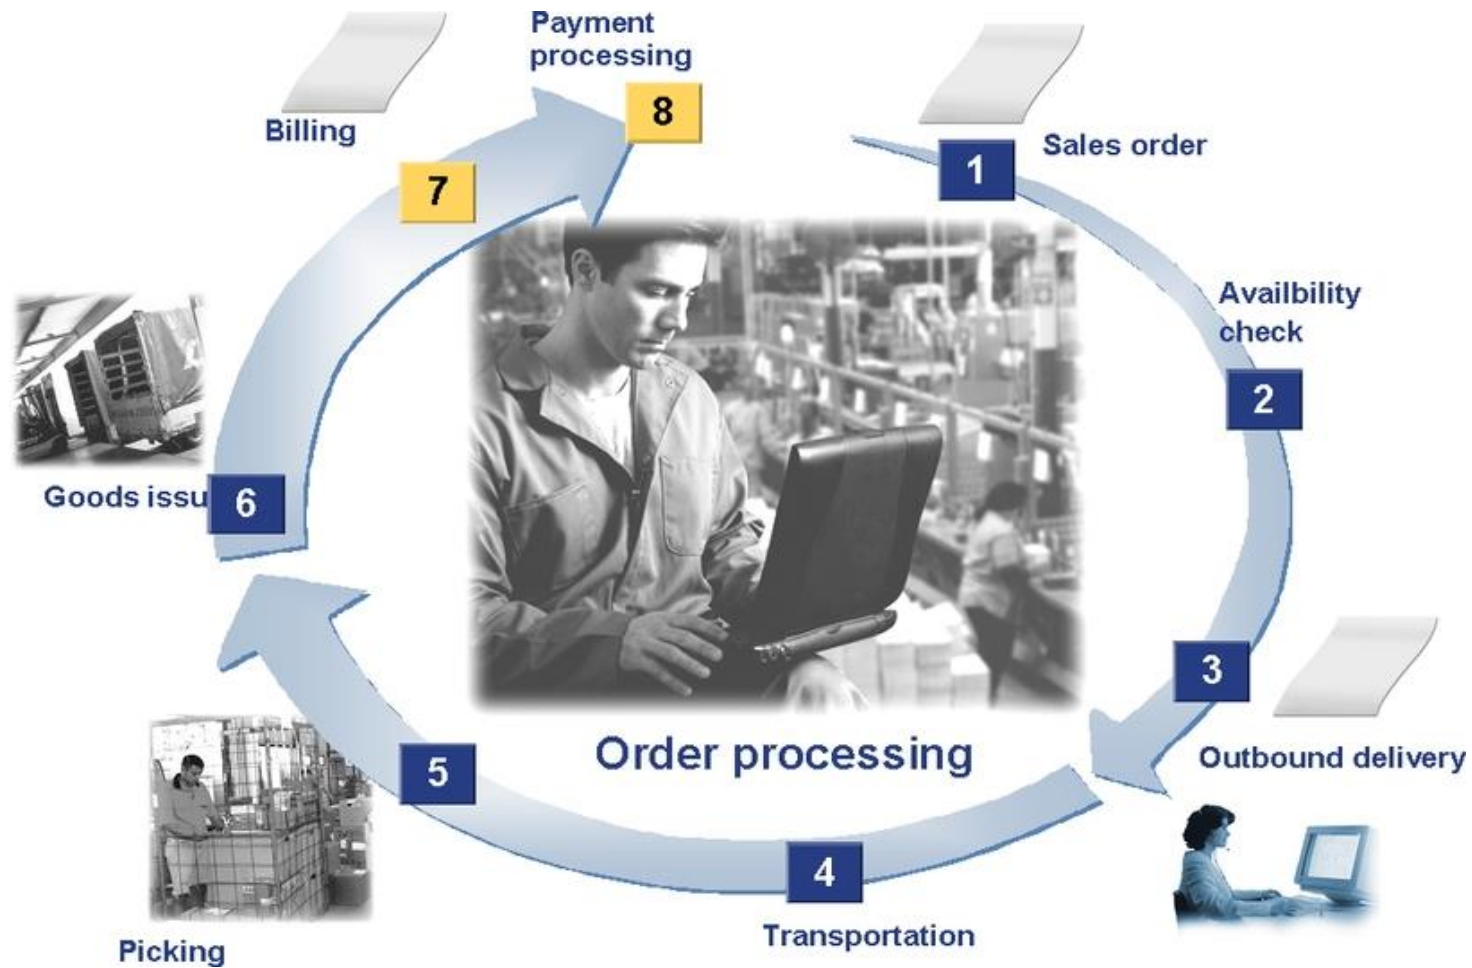 Payment
processing
8
Billing
7
1
Sales order
Availbility
check
2
Goods issu
6
3
Outbound delivery
Order processing
5
4
Transportation
Picking